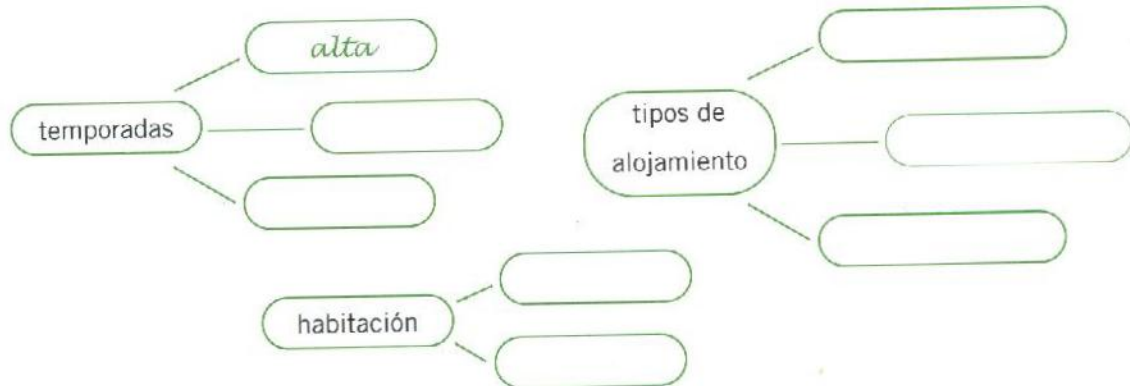 alta
temporadas
tipos de
alojamiento
habitación